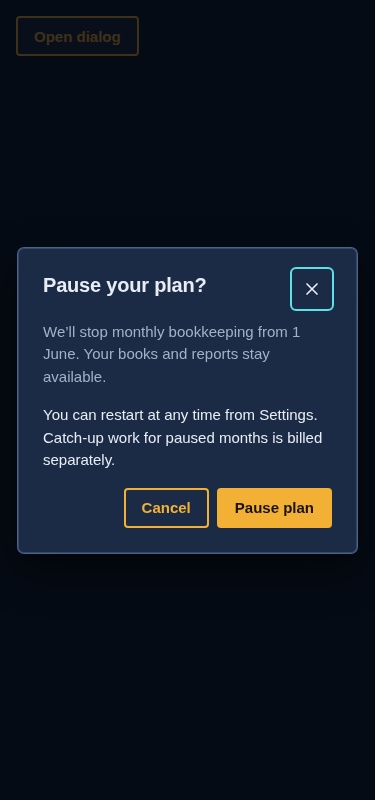 Open dialog
Pause your plan?
We'll stop monthly bookkeeping from 1
June. Your books and reports stay
available.
You can restart at any time from Settings.
Catch-up work for paused months is billed
separately.
Cancel
Pause plan